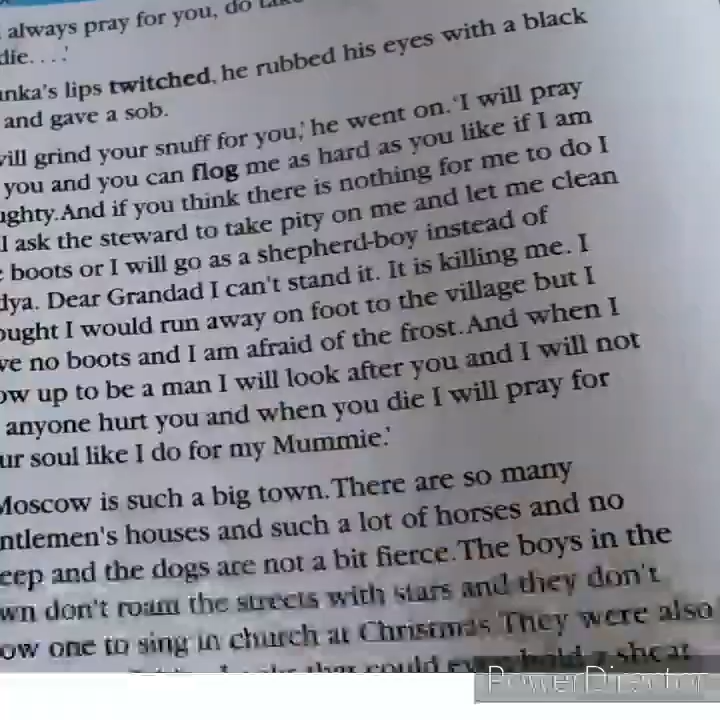 always pray for you, do
die. . . .'
nka's lips twitched, he rubbed his eyes with a black
and gave a sob.
ill grind your snuff for you,' he went on. 'I will pray
you and you can flog me as hard as you like if I am
ughty. And if you think there is nothing for me to do I
l ask the steward to take pity on me and let me clean
boots or I will go as a shepherd-boy instead of
dya. Dear Grandad I can't stand it. It is killing me. I
ought I would run away on foot to the village but I
ve no boots and I am afraid of the frost. And when I
ow up to be a man I will look after you and I will not
anyone hurt you and when you die I will pray for
ur soul like I do for my Mummie.'
Moscow is such a big town. There are so many
ntlemen's houses and such a lot of horses and no
eep and the dogs are not a bit fierce. The boys in the
wn don't roam the streets with stars and they don't
ow one to sing in church at Christmas They were also
that could even hold a sheat
PowerDirector